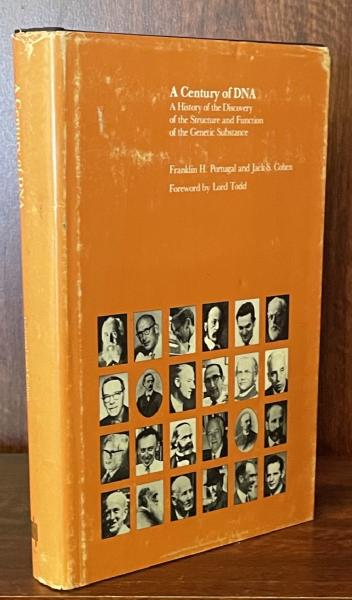 A Century of DNA
A History of the Discovery
of the Structure and Function
of the Genetic Substance
Franklin H. Portugal and Jack S. Cohen
Foreword by Lord Todd
A Century of DNA